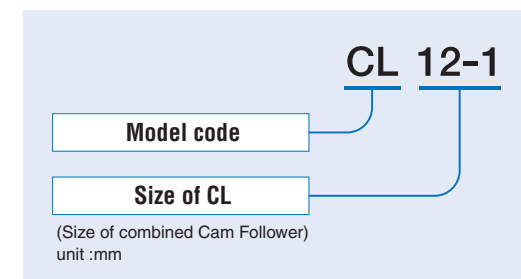 CL 12-1
Model code
Size of CL
(Size of combined Cam Follower)
unit :mm